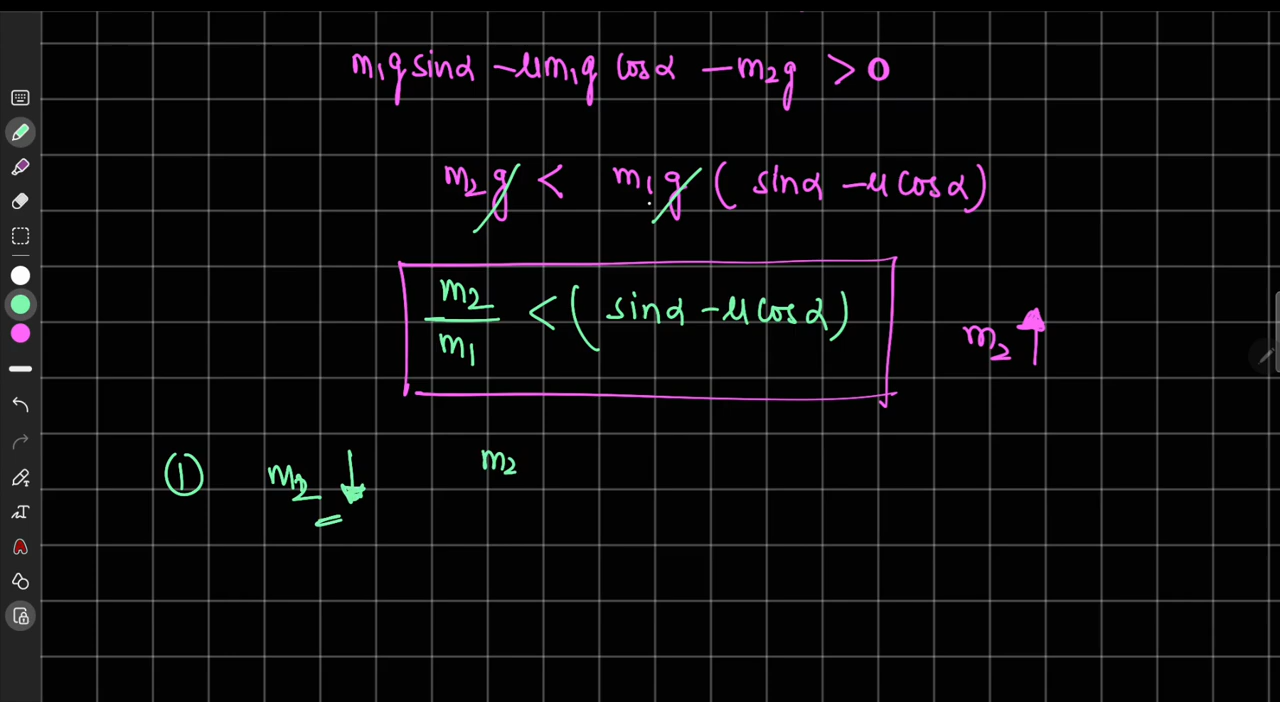 m₁g sinα - μm₁g cosα - m₂g > 0
m₂g < m₁g ( sinα - μ cosα )
m₂/m₁ < ( sinα - μ cosα )
m₂ ↑
① m₂ ↓ m₂